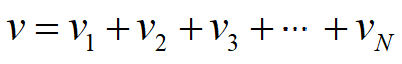 v = v₁ + v₂ + v₃ + ⋯ + v_N